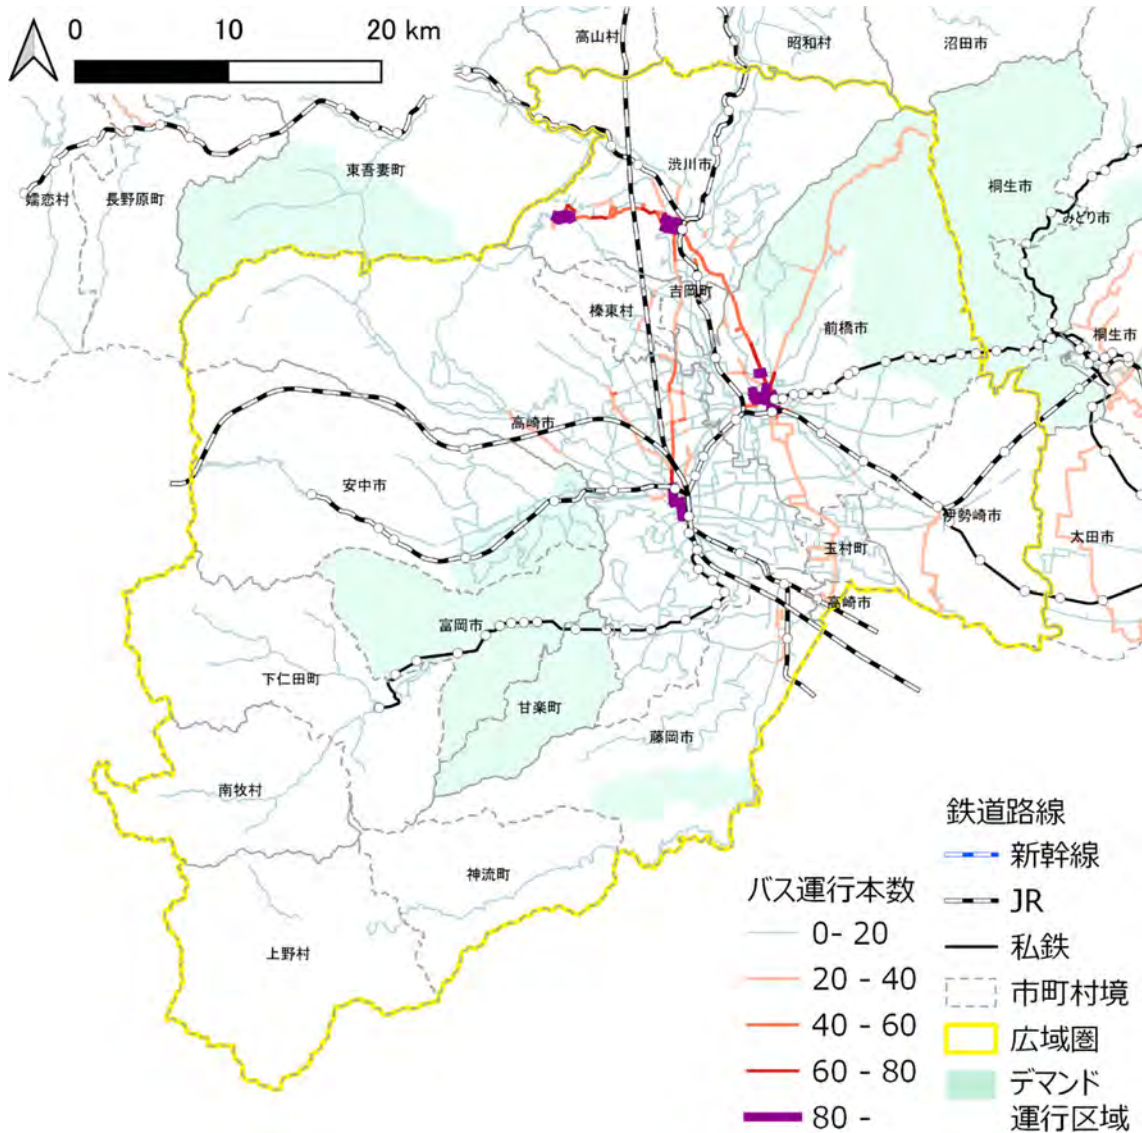 0 10 20 km
高山村
昭和村
沼田市
渋川市
東吾妻町
桐生市
嬬恋村
長野原町
みどり市
吉岡町
榛東村
前橋市
桐生市
高崎市
安中市
伊勢崎市
太田市
玉村町
高崎市
富岡市
下仁田町
甘楽町
藤岡市
南牧村
神流町
上野村
バス運行本数
0- 20
20 - 40
40 - 60
60 - 80
80 -
鉄道路線
新幹線
JR
私鉄
市町村境
広域圏
デマンド
運行区域